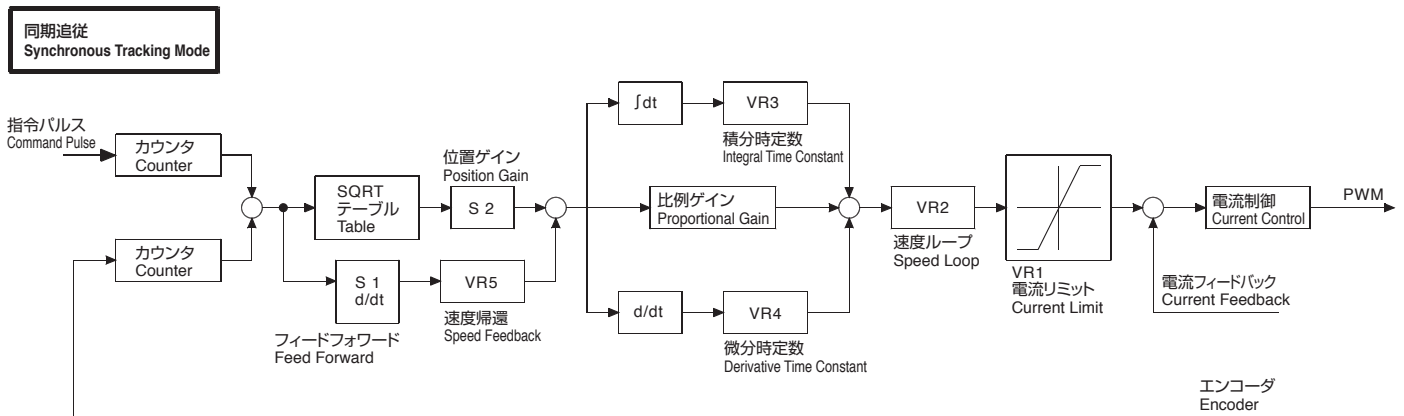 同期追従
Synchronous Tracking Mode
指令パルス
Command Pulse
カウンタ
Counter
カウンタ
Counter
SQRT
テーブル
Table
位置ゲイン
Position Gain
S 2
S 1
d/dt
フィードフォワード
Feed Forward
VR5
速度帰還
Speed Feedback
∫dt
VR3
積分時定数
Integral Time Constant
比例ゲイン
Proportional Gain
d/dt
VR4
微分時定数
Derivative Time Constant
VR2
速度ループ
Speed Loop
VR1
電流リミット
Current Limit
電流制御
Current Control
PWM
電流フィードバック
Current Feedback
エンコーダ
Encoder